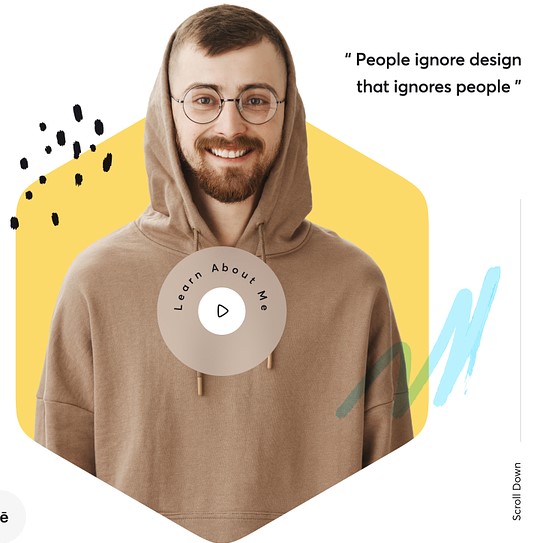 " People ignore design
that ignores people "
Learn About Me
Scroll Down
ē